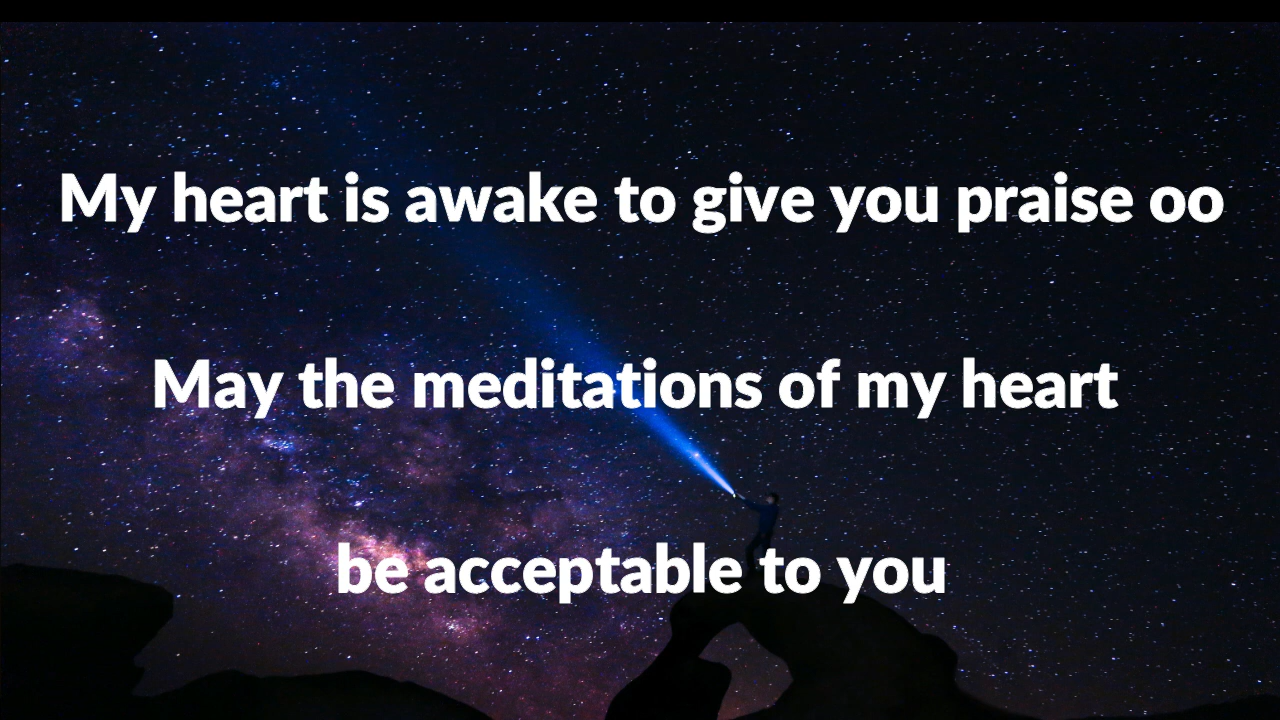 My heart is awake to give you praise oo
May the meditations of my heart
be acceptable to you